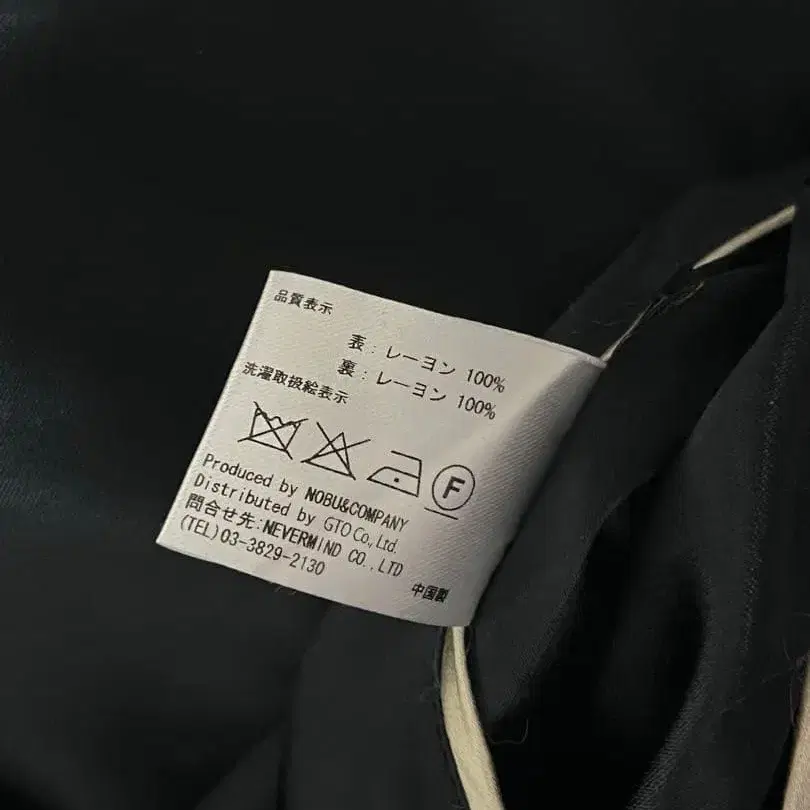 品質表示
表：レーヨン 100%
裏：レーヨン 100%
洗濯取扱絵表示
F
Produced by NOBU&COMPANY
Distributed by GTO Co., Ltd.
問合せ先:NEVERMIND CO.,LTD
(TEL)03-3829-2130
中国製